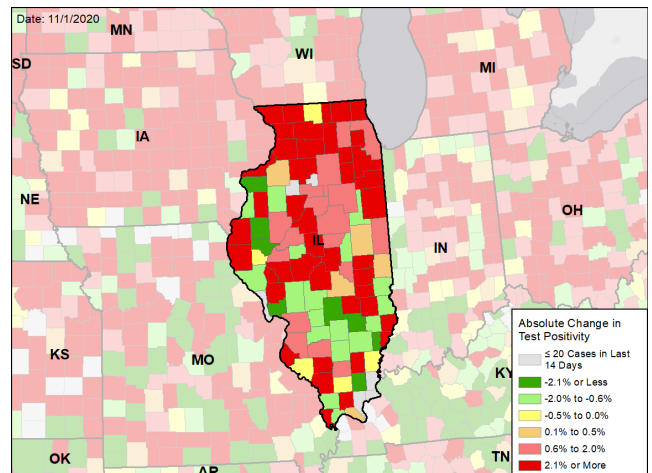 Date: 11/1/2020
MN
SD
WI
MI
IA
NE
OH
IL
IN
KS
MO
KY
OK
AR
TN
Absolute Change in
Test Positivity
≤ 20 Cases in Last
14 Days
-2.1% or Less
-2.0% to -0.6%
-0.5% to 0.0%
0.1% to 0.5%
0.6% to 2.0%
2.1% or More